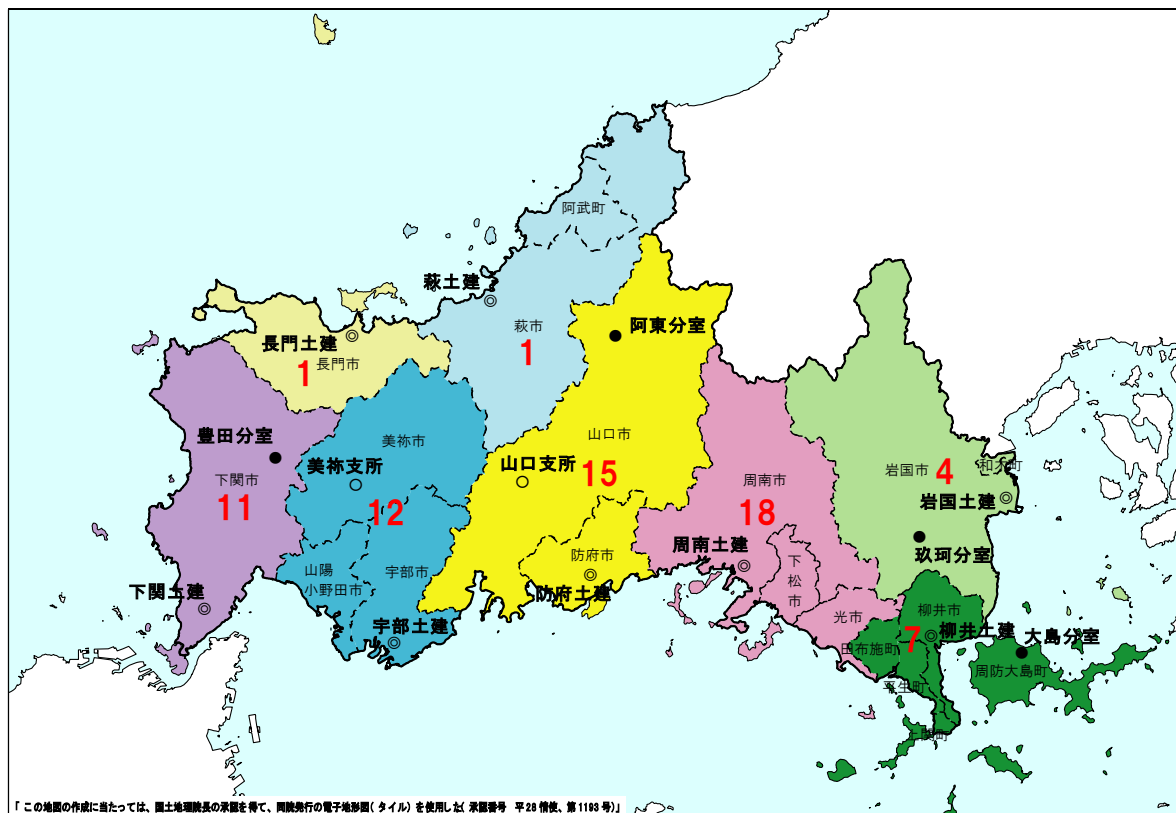 阿武町
萩土建
萩市
1
阿東分室
長門土建
長門市
1
豊田分室
下関市
11
下関土建
美祢市
美祢支所
12
山陽
小野田市
宇部市
宇部土建
山口市
山口支所
15
防府市
防府土建
周南市
18
周南土建
下松市
光市
岩国市
4
和木町
岩国土建
玖珂分室
柳井市
7
柳井土建
田布施町
平生町
上関町
大島分室
周防大島町
「この地図の作成に当たっては、国土地理院長の承認を得て、同院発行の電子地形図(タイル)を使用した(承認番号 平28情使、第1193号)」